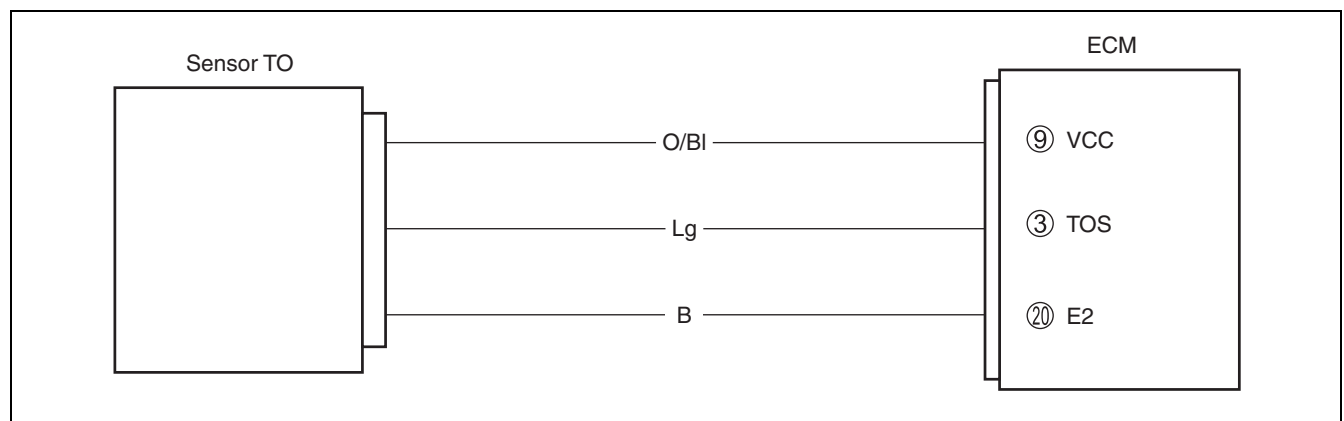 Sensor TO
ECM
O/Bl
⑨ VCC
Lg
③ TOS
B
⑳ E2